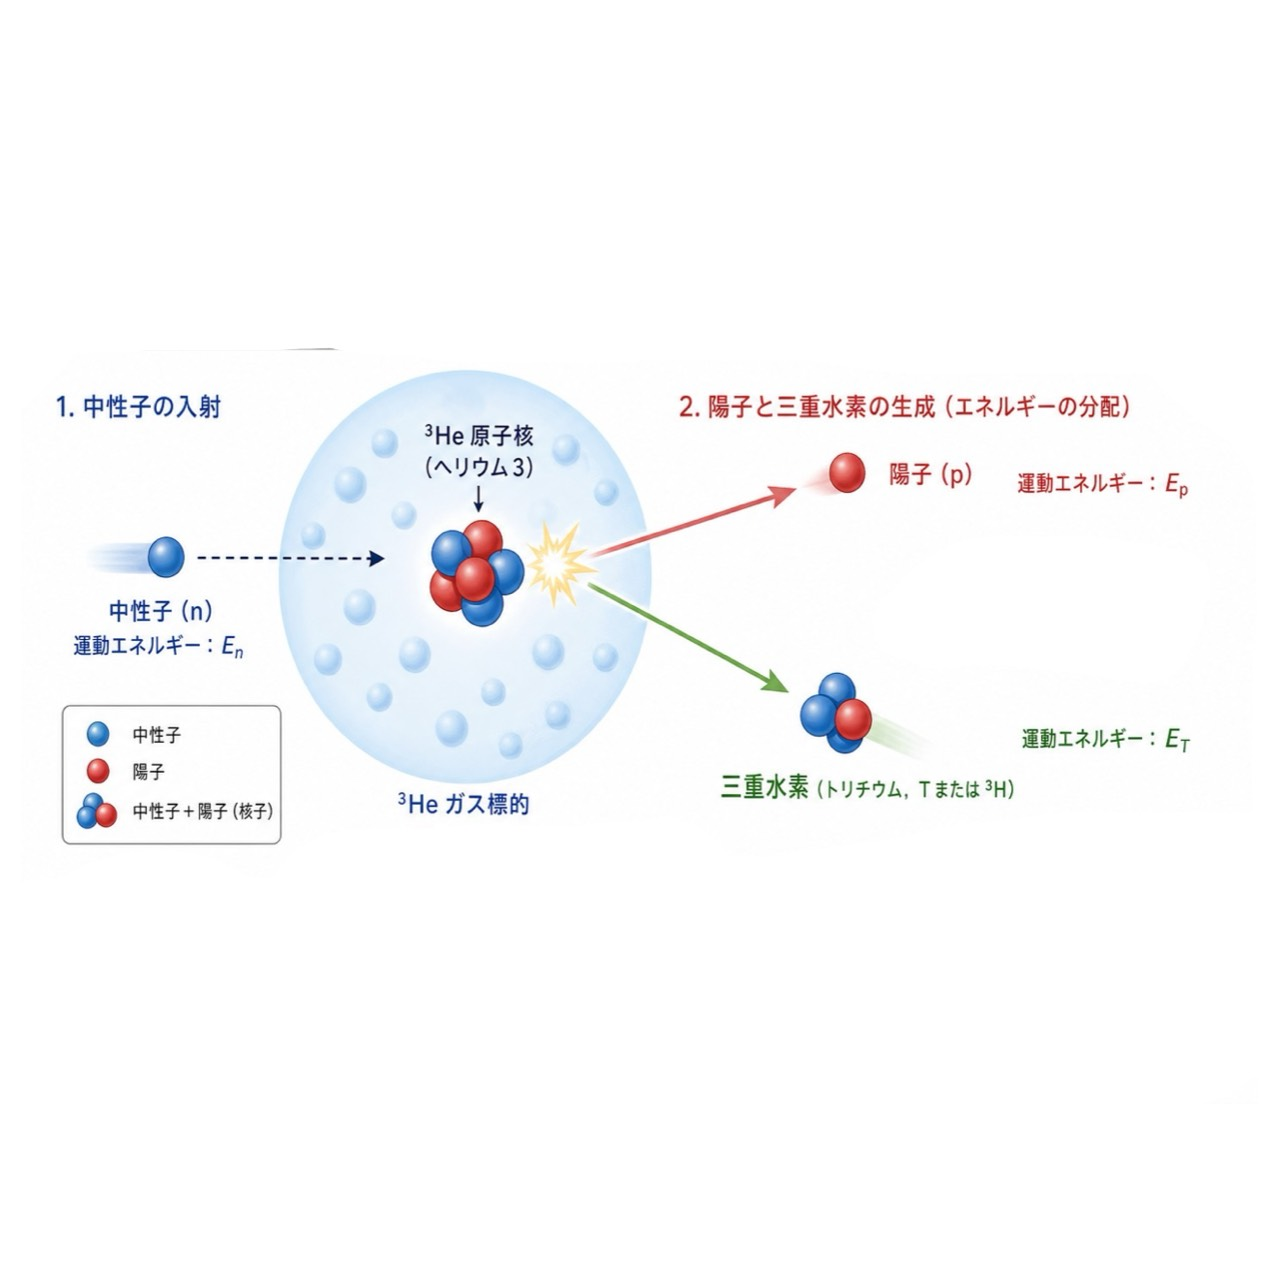 1. 中性子の入射
³He 原子核
(ヘリウム3)
中性子 (n)
運動エネルギー：Eₙ
中性子
陽子
中性子＋陽子 (核子)
³He ガス標的
2. 陽子と三重水素の生成（エネルギーの分配）
陽子 (p)
運動エネルギー：Eₚ
運動エネルギー：E_T
三重水素 (トリチウム, T または ³H)